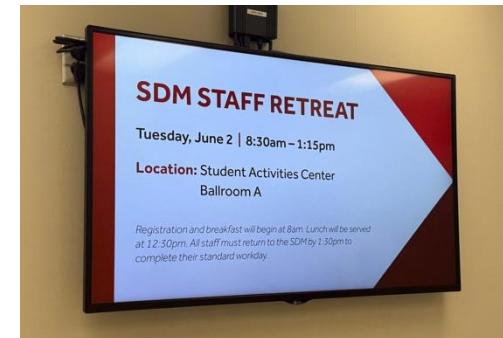 SDM STAFF RETREAT
Tuesday, June 2 | 8:30am – 1:15pm
Location: Student Activities Center
Ballroom A
Registration and breakfast will begin at 8am. Lunch will be served
at 12:30pm. All staff must return to the SDM by 1:30pm to
complete their standard workday.